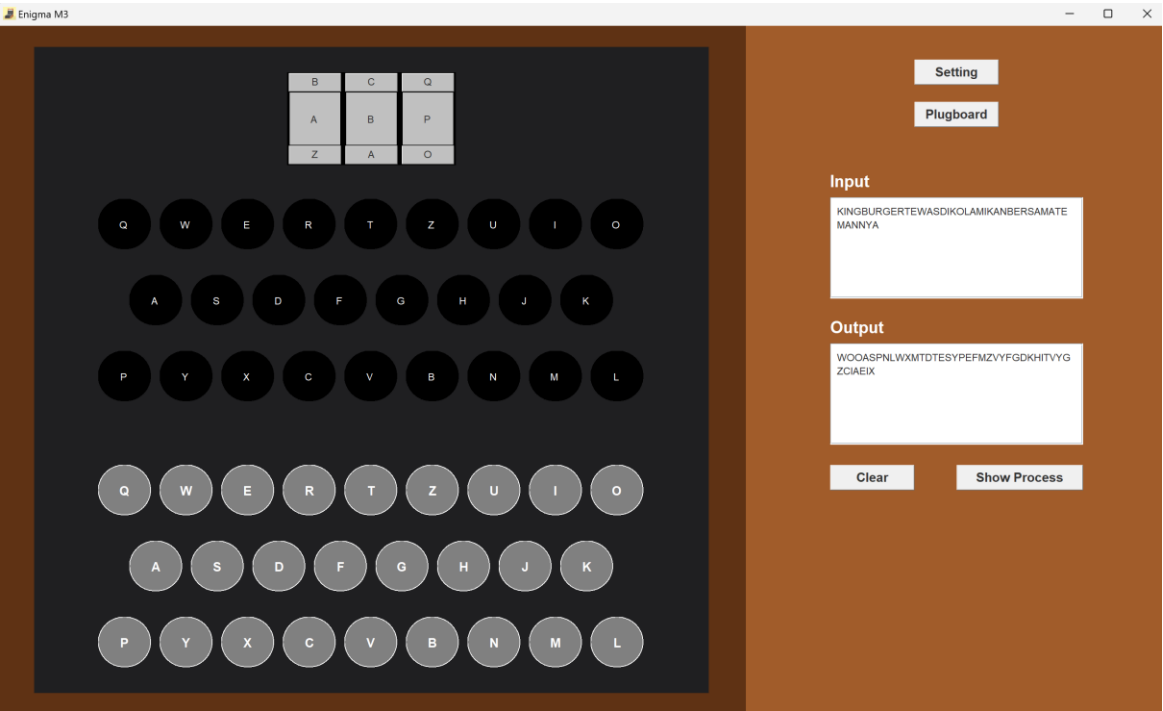 Enigma M3
B C Q
A B P
Z A O
Q W E R T Z U I O
A S D F G H J K
P Y X C V B N M L
Q W E R T Z U I O
A S D F G H J K
P Y X C V B N M L
Setting
Plugboard
Input
KINGBURGERTEWASDIKOLAMIKANBERSAMATE
MANNYA
Output
WOOASPNLWXMTDTESYPEFMZVYFGDKHITVYG
ZCIAEIX
Clear Show Process